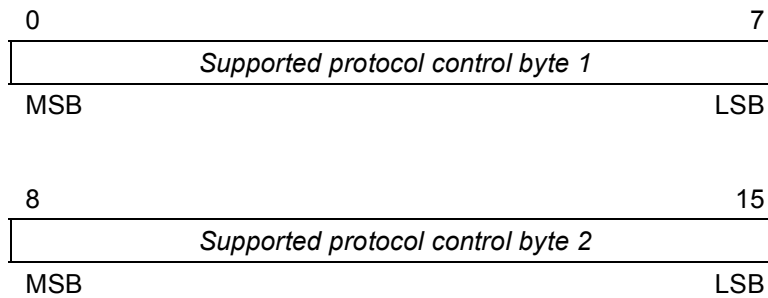 0 7
Supported protocol control byte 1
MSB LSB
8 15
Supported protocol control byte 2
MSB LSB